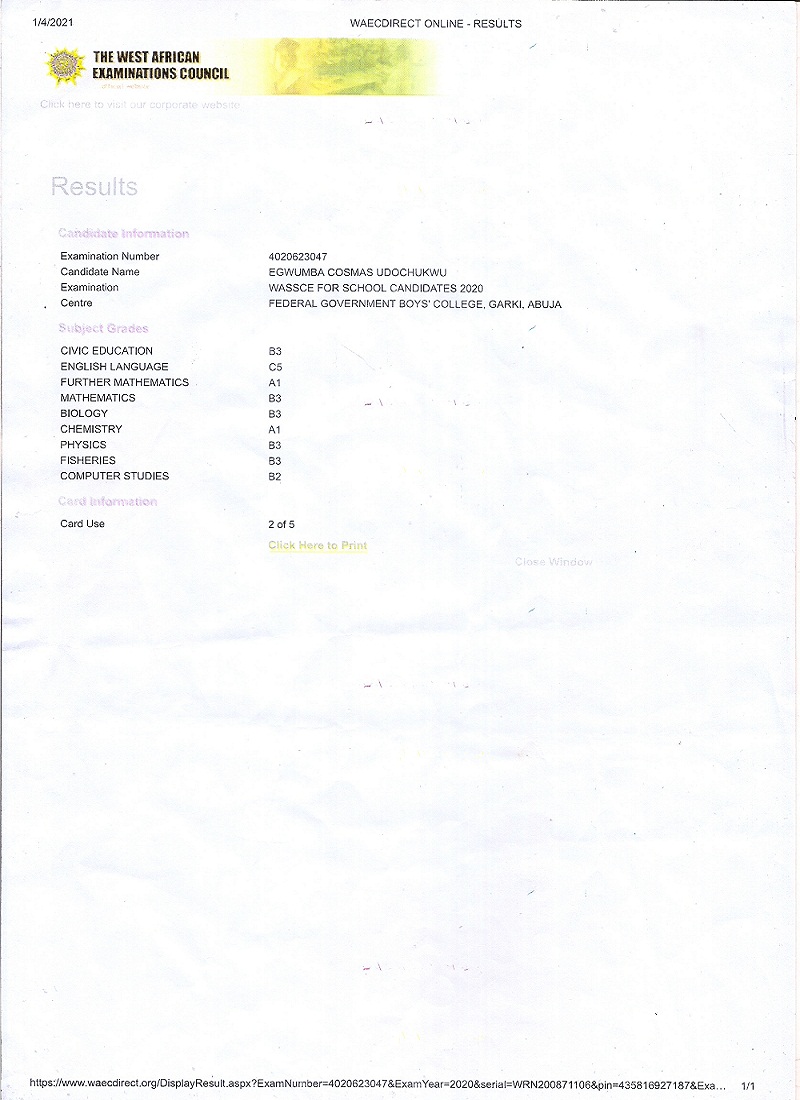 1/4/2021 WAECDIRECT ONLINE - RESULTS
THE WEST AFRICAN
EXAMINATIONS COUNCIL
Click here to visit our corporate website
Results
Candidate Information
Examination Number 4020623047
Candidate Name EGWUMBA COSMAS UDOCHUKWU
Examination WASSCE FOR SCHOOL CANDIDATES 2020
Centre FEDERAL GOVERNMENT BOYS' COLLEGE, GARKI, ABUJA
Subject Grades
CIVIC EDUCATION B3
ENGLISH LANGUAGE C5
FURTHER MATHEMATICS A1
MATHEMATICS B3
BIOLOGY B3
CHEMISTRY A1
PHYSICS B3
FISHERIES B3
COMPUTER STUDIES B2
Card Information
Card Use 2 of 5
Click Here to Print
Close Window
https://www.waecdirect.org/DisplayResult.aspx?ExamNumber=4020623047&ExamYear=2020&serial=WRN200871106&pin=435816927187&Exa... 1/1